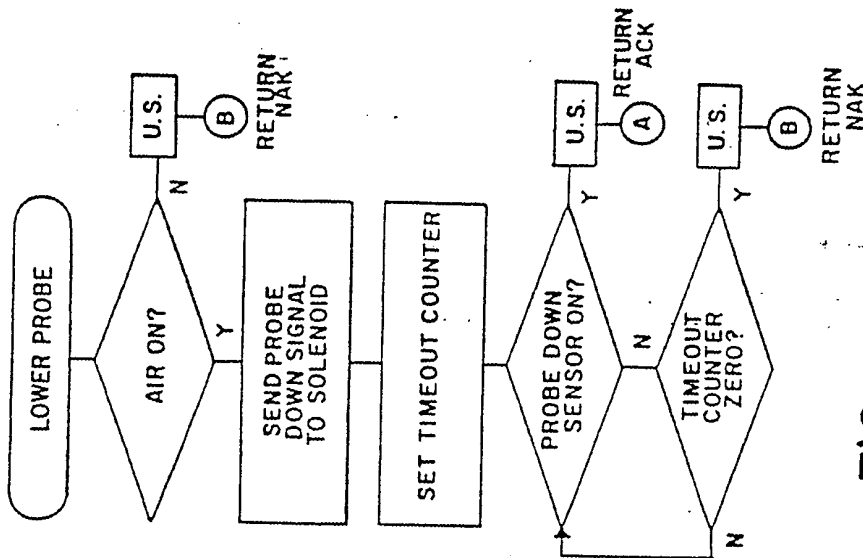 LOWER PROBE
AIR ON?
N
U.S.
B
RETURN
NAK
Y
SEND PROBE
DOWN SIGNAL
TO SOLENOID
SET TIMEOUT COUNTER
PROBE DOWN
SENSOR ON?
Y
U.S.
A
RETURN
ACK
N
TIMEOUT
COUNTER
ZERO?
Y
U.S.
B
RETURN
NAK
N